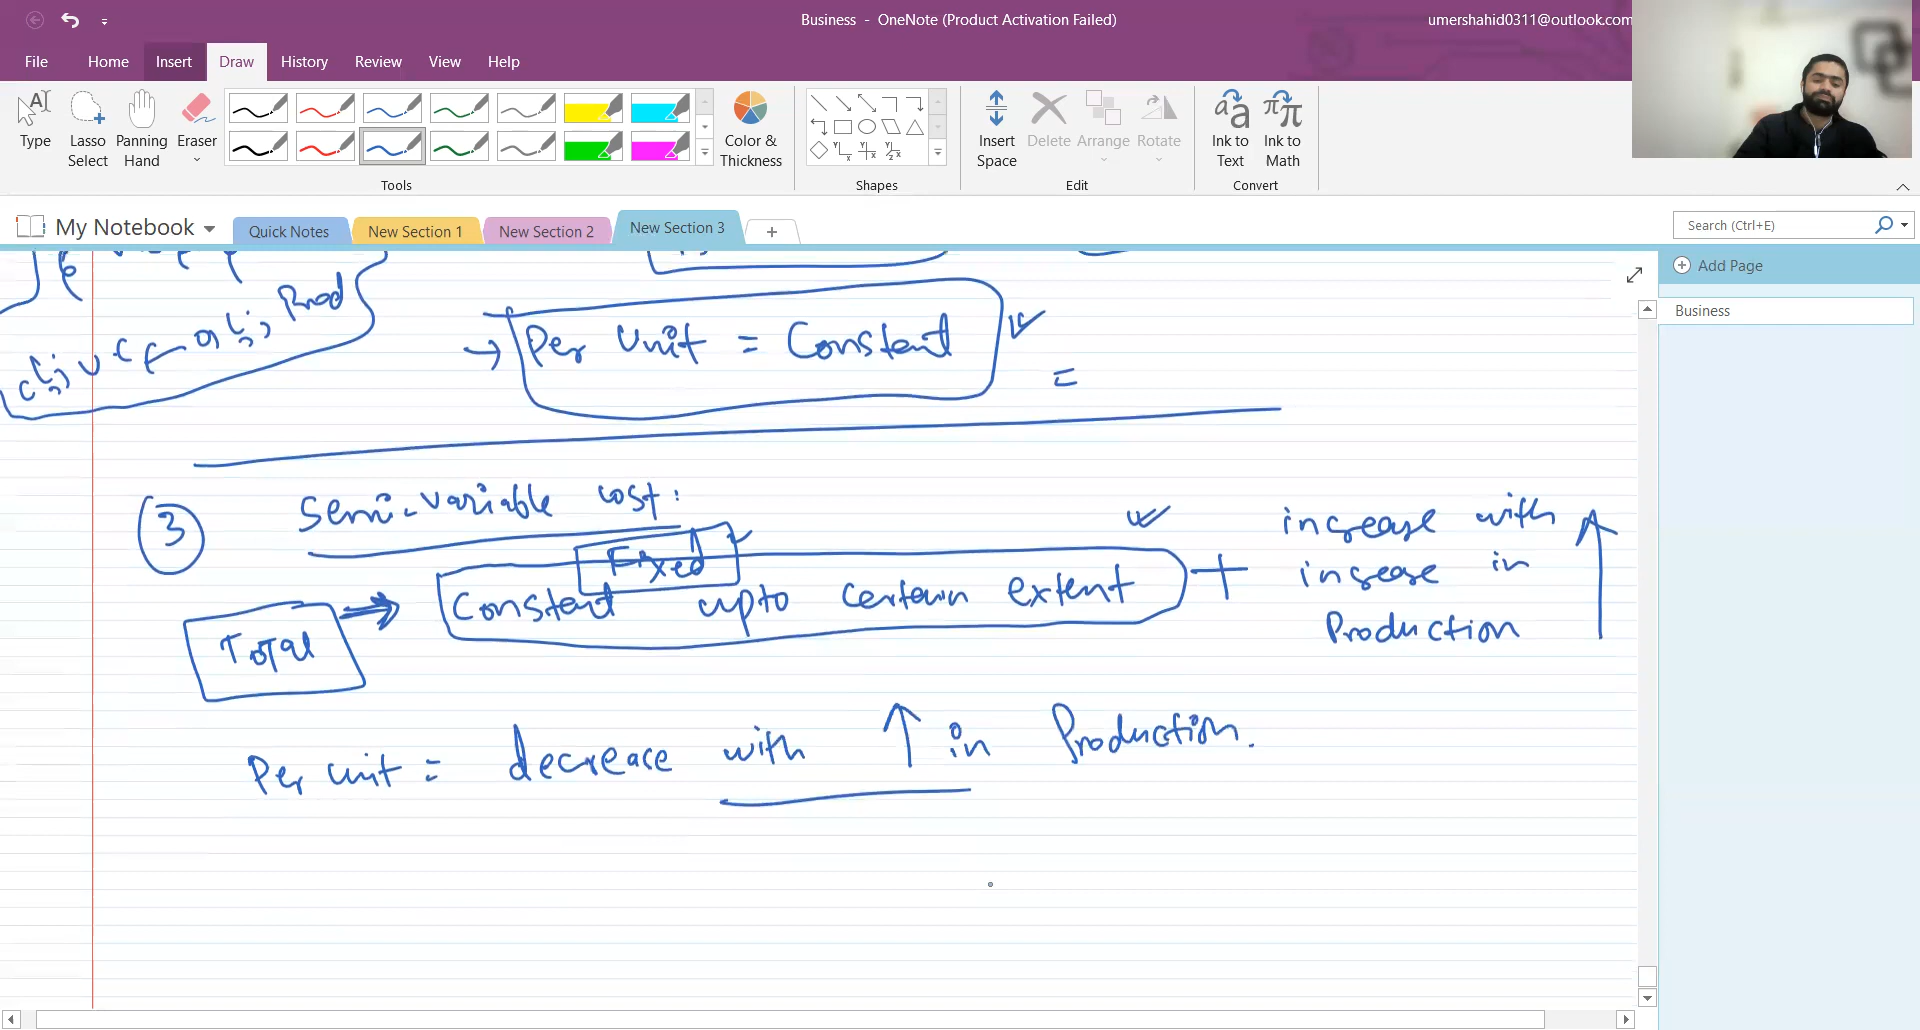 Business - OneNote (Product Activation Failed)
umershahid0311@outlook.com
File Home Insert Draw History Review View Help
Type
Lasso Select
Panning Hand
Eraser
Color & Thickness
Insert Space
Delete
Arrange
Rotate
Ink to Text
Ink to Math
Tools
Shapes
Edit
Convert
My Notebook
Quick Notes
New Section 1
New Section 2
New Section 3
Search (Ctrl+E)
Add Page
Business
Prod
Per Unit = Constant
=
3
Semi-variable cost:
Fixed
Total
Constant upto certain extent + increase with increase in Production
Per unit = decrease with ↑ in Production.